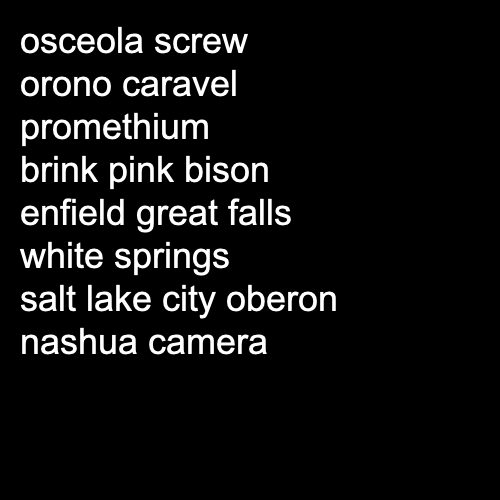 osceola screw
orono caravel
promethium
brink pink bison
enfield great falls
white springs
salt lake city oberon
nashua camera